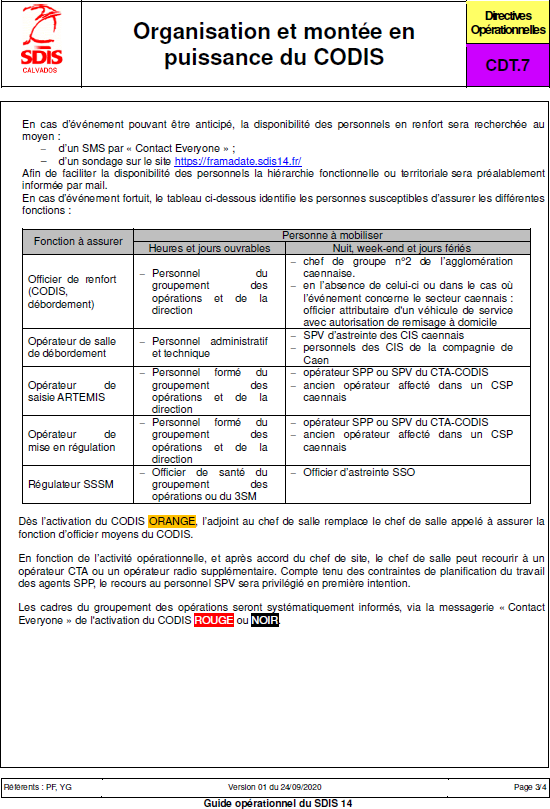 SDIS
CALVADOS
Organisation et montée en
puissance du CODIS
Directives
Opérationnelles
CDT.7
En cas d'événement pouvant être anticipé, la disponibilité des personnels en renfort sera recherchée au
moyen :
– d'un SMS par « Contact Everyone » ;
– d'un sondage sur le site https://framadate.sdis14.fr/
Afin de faciliter la disponibilité des personnels la hiérarchie fonctionnelle ou territoriale sera préalablement
informée par mail.
En cas d'événement fortuit, le tableau ci-dessous identifie les personnes susceptibles d'assurer les différentes
fonctions :
Fonction à assurer
Personne à mobiliser
Heures et jours ouvrables
Nuit, week-end et jours fériés
Officier de renfort
(CODIS,
débordement)
– Personnel du
groupement des
opérations et de la
direction
– chef de groupe n°2 de l'agglomération
caennaise.
– en l'absence de celui-ci ou dans le cas où
l'événement concerne le secteur caennais :
officier attributaire d'un véhicule de service
avec autorisation de remisage à domicile
Opérateur de salle
de débordement
– Personnel administratif
et technique
– SPV d'astreinte des CIS caennais
– personnels des CIS de la compagnie de
Caen
Opérateur de
saisie ARTEMIS
– Personnel formé du
groupement des
opérations et de la
direction
– opérateur SPP ou SPV du CTA-CODIS
– ancien opérateur affecté dans un CSP
caennais
Opérateur de
mise en régulation
– Personnel formé du
groupement des
opérations et de la
direction
– opérateur SPP ou SPV du CTA-CODIS
– ancien opérateur affecté dans un CSP
caennais
Régulateur SSSM
– Officier de santé du
groupement des
opérations ou du 3SM
– Officier d'astreinte SSO
Dès l'activation du CODIS ORANGE, l'adjoint au chef de salle remplace le chef de salle appelé à assurer la
fonction d'officier moyens du CODIS.
En fonction de l'activité opérationnelle, et après accord du chef de site, le chef de salle peut recourir à un
opérateur CTA ou un opérateur radio supplémentaire. Compte tenu des contraintes de planification du travail
des agents SPP, le recours au personnel SPV sera privilégié en première intention.
Les cadres du groupement des opérations seront systématiquement informés, via la messagerie « Contact
Everyone » de l'activation du CODIS ROUGE ou NOIR.
Référents : PF, YG
Version 01 du 24/09/2020
Page 3/4
Guide opérationnel du SDIS 14